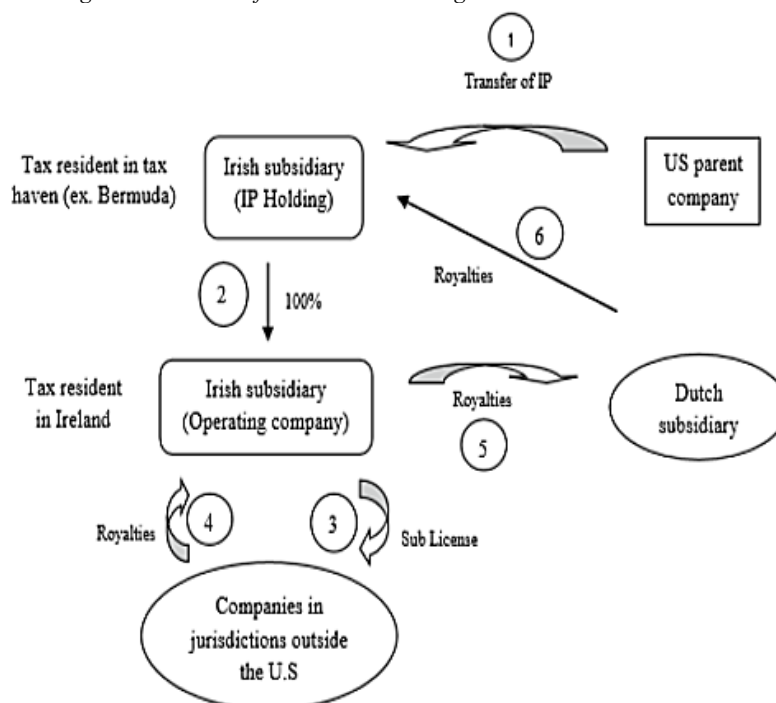 1
Transfer of IP
Tax resident in tax
haven (ex. Bermuda)
Irish subsidiary
(IP Holding)
US parent
company
6
Royalties
2
100%
Tax resident
in Ireland
Irish subsidiary
(Operating company)
Royalties
5
Dutch
subsidiary
Royalties
4
3
Sub License
Companies in
jurisdictions outside
the U.S